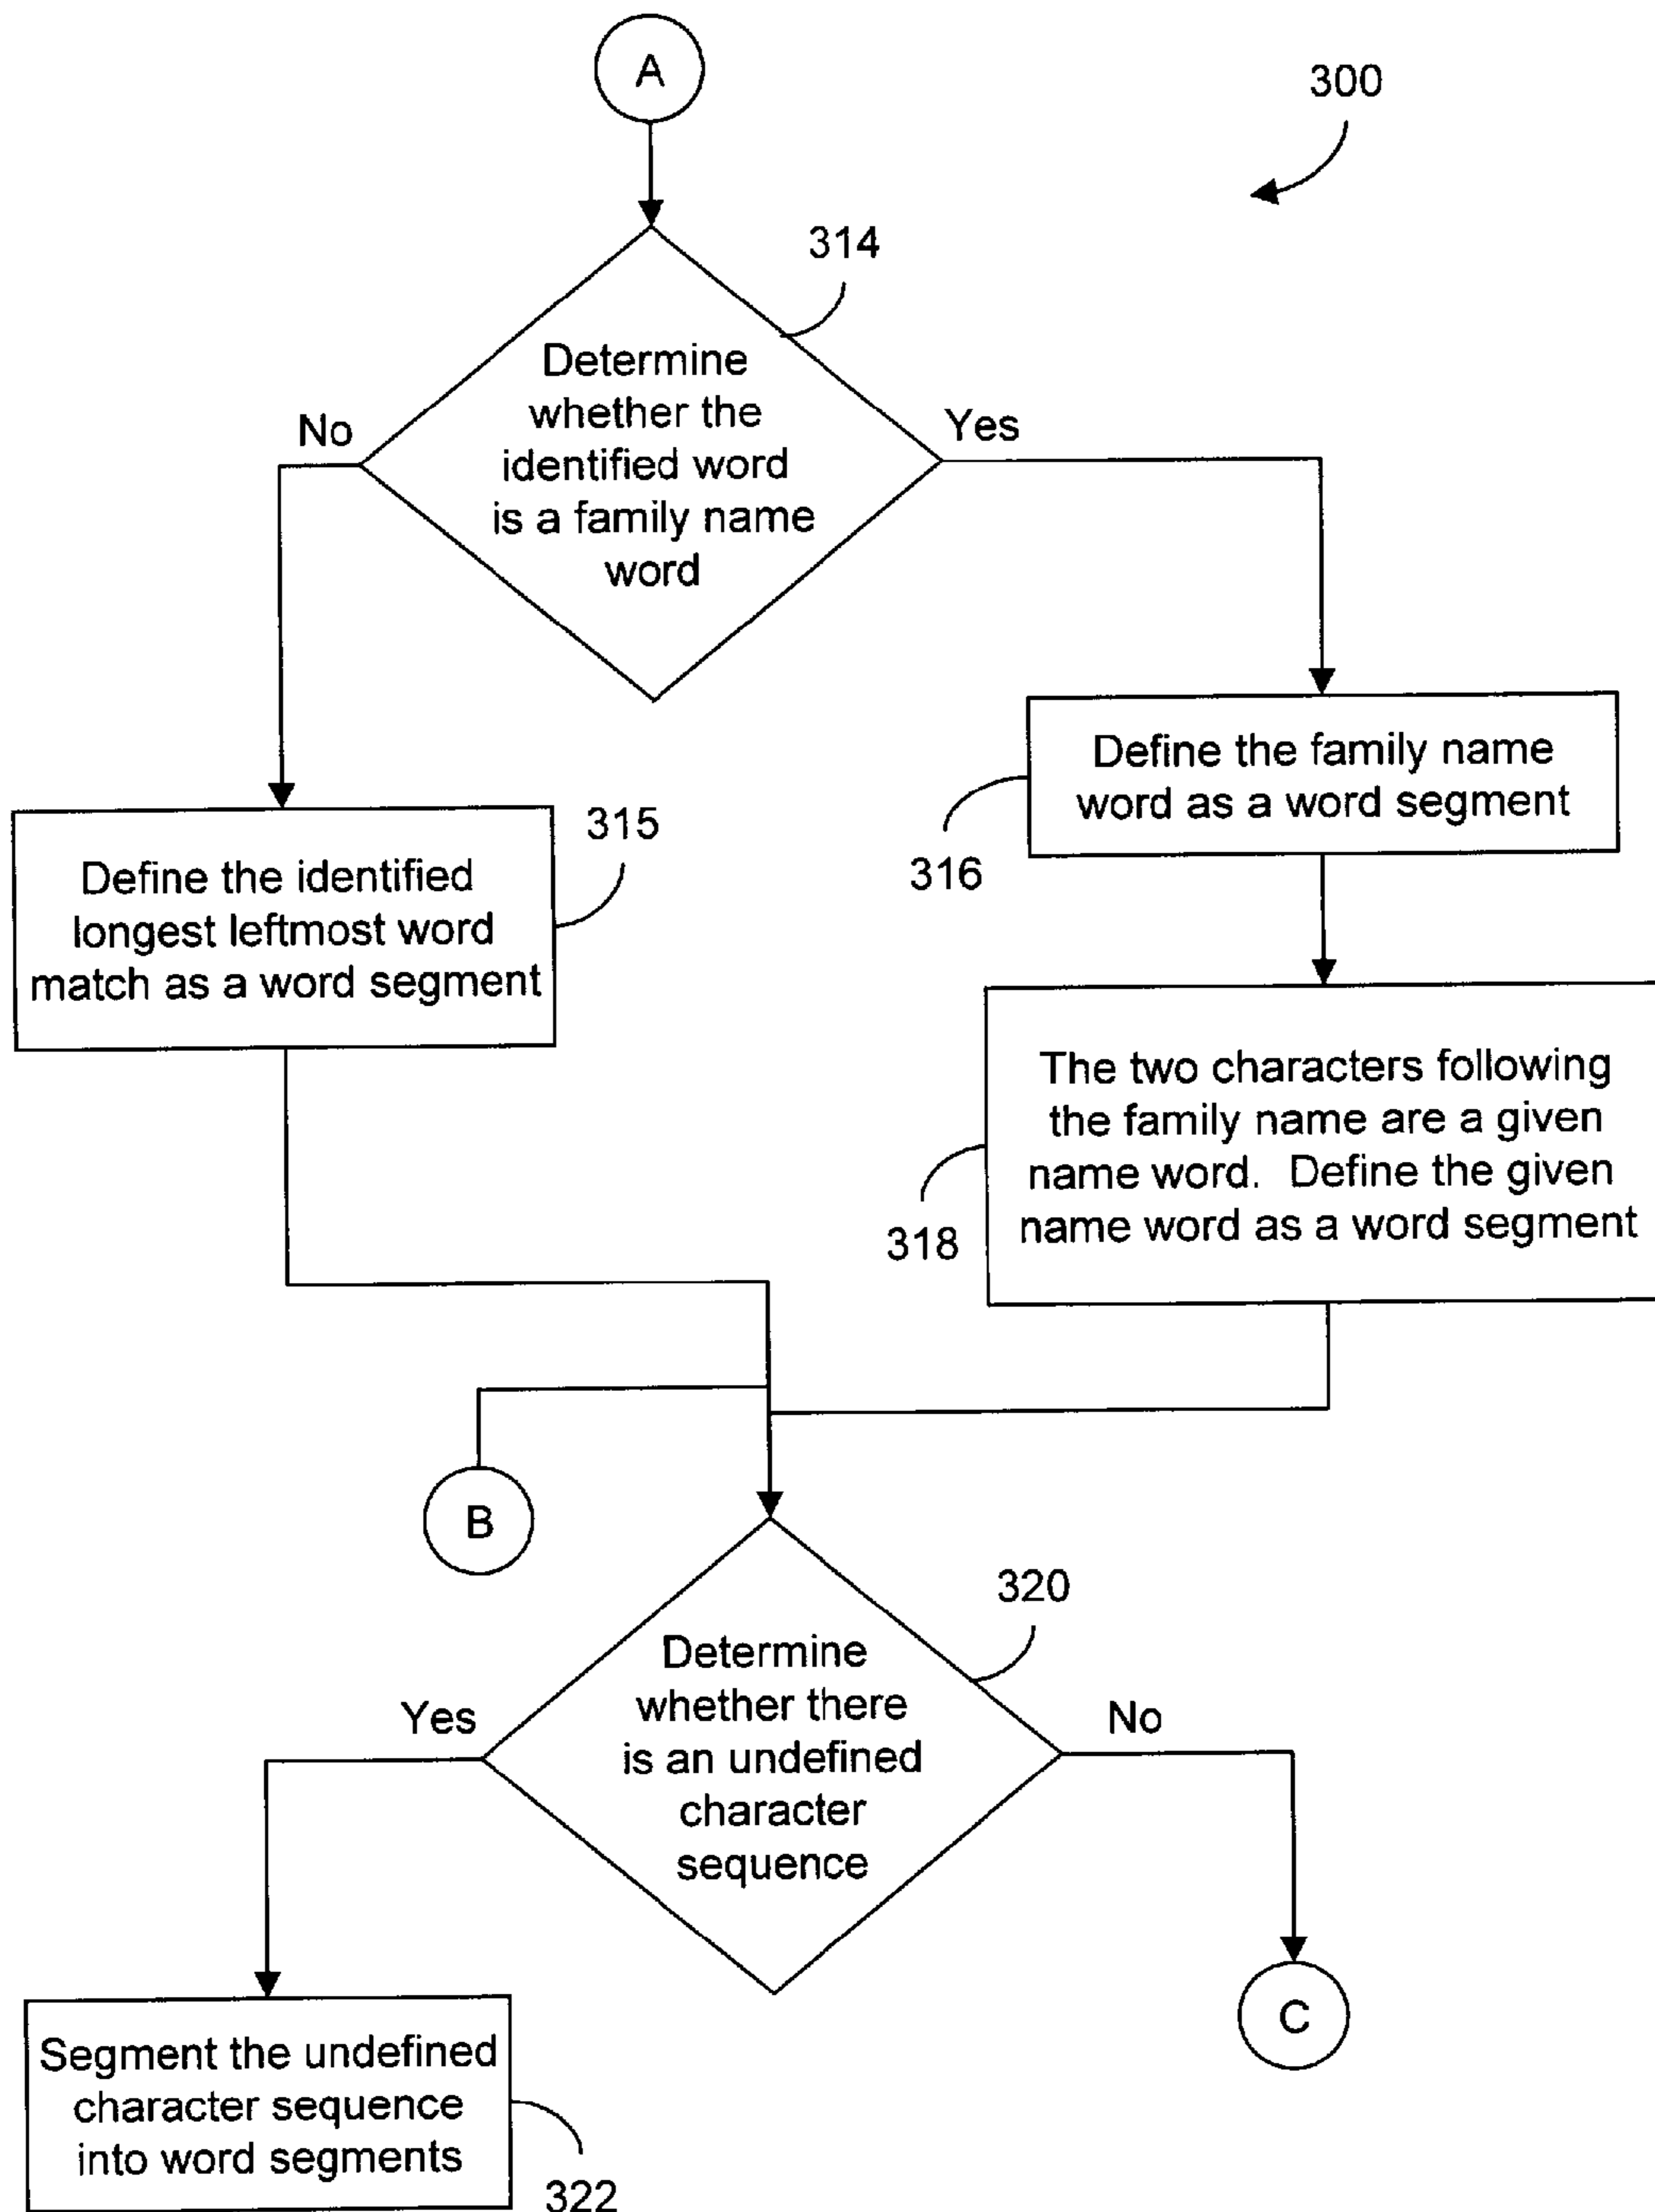 A
300
314
Determine
whether the
identified word
is a family name
word
No
Yes
Define the family name
word as a word segment
316
315
Define the identified
longest leftmost word
match as a word segment
The two characters following
the family name are a given
name word. Define the given
name word as a word segment
318
B
320
Determine
whether there
is an undefined
character
sequence
Yes
No
C
Segment the undefined
character sequence
into word segments
322